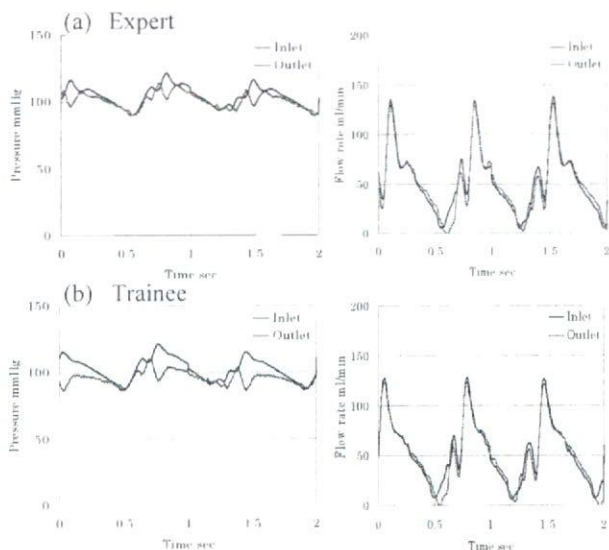 (a) Expert
Inlet
Outlet
Pressure mmHg
150
100
50
0
0
0.5
1
1.5
2
Time sec
Inlet
Outlet
Flow rate ml/min
200
150
100
50
0
0
0.5
1
1.5
2
Time sec
(b) Trainee
Inlet
Outlet
Pressure mmHg
150
100
50
0
0
0.5
1
1.5
2
Time sec
Inlet
Outlet
Flow rate ml/min
200
150
100
50
0
0
0.5
1
1.5
2
Time sec